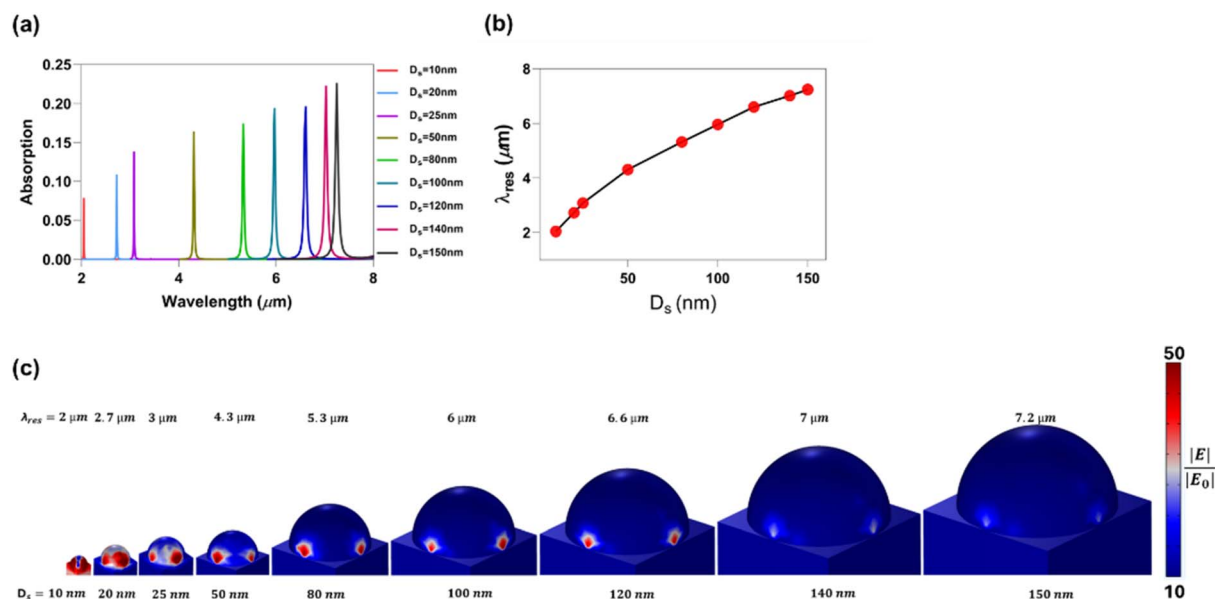 (a)
0.25
0.20
0.15
0.10
0.05
0.00
Absorption
2 4 6 8
Wavelength (μm)
Dₛ=10nm
Dₛ=20nm
Dₛ=25nm
Dₛ=50nm
Dₛ=80nm
Dₛ=100nm
Dₛ=120nm
Dₛ=140nm
Dₛ=150nm
(b)
8
6
4
2
λres (μm)
50 100 150
Dₛ (nm)
(c)
λres = 2 μm 2.7 μm 3 μm 4.3 μm 5.3 μm 6 μm 6.6 μm 7 μm 7.2 μm
Dₛ = 10 nm 20 nm 25 nm 50 nm 80 nm 100 nm 120 nm 140 nm 150 nm
50
|E|
|E₀|
10